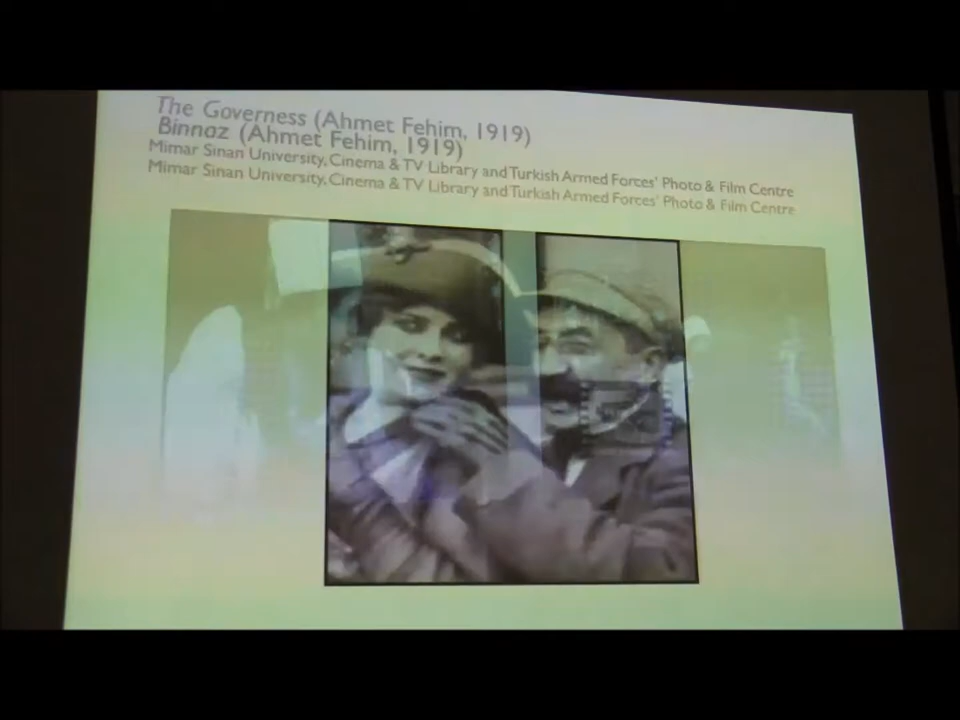 The Governess (Ahmet Fehim, 1919)
Binnaz (Ahmet Fehim, 1919)
Mimar Sinan University, Cinema & TV Library and Turkish Armed Forces' Photo & Film Centre
Mimar Sinan University, Cinema & TV Library and Turkish Armed Forces' Photo & Film Centre